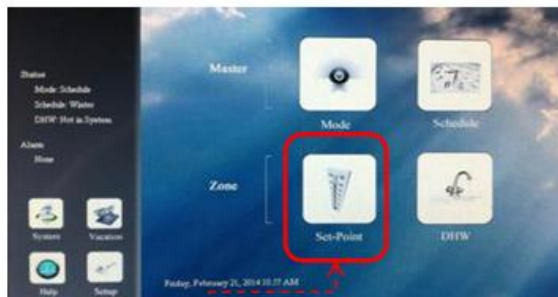 Status
Mode: Schedule
Schedule: Winter
DHW: Not in System
Alarm
None
System
Vacation
Help
Setup
Master
Mode
Schedule
Zone
Set-Point
DHW
Friday, February 21, 2014 10:37 AM